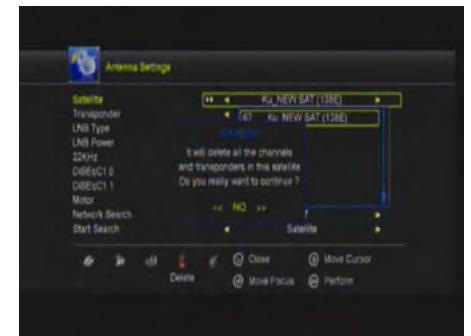 Antenna Settings
Satellite
KU_NEW SAT (138E)
Transponder
67 Ku_NEW SAT (138E)
LNB Type
LNB Power
22KHz
It will delete all the channels
and transponders in this satellite
Do you really want to continue ?
DiSEqC1.0
DiSEqC1.1
Motor
<< NO >>
Network Search
Start Search
Satellite
Delete
Close
Move Cursor
Move Focus
Perform